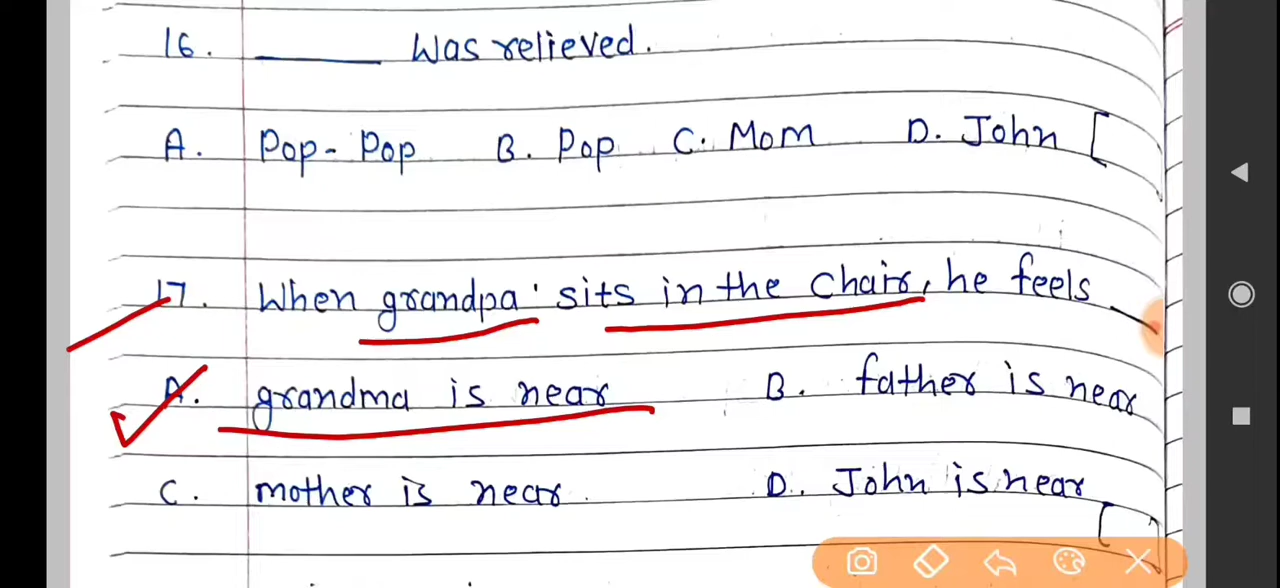 16. ______ Was relieved.
A. Pop-Pop B. Pop C. Mom D. John [
17. When grandpa' sits in the chair, he feels
A. grandma is near B. father is near
C. mother is near. D. John is near
[ ]